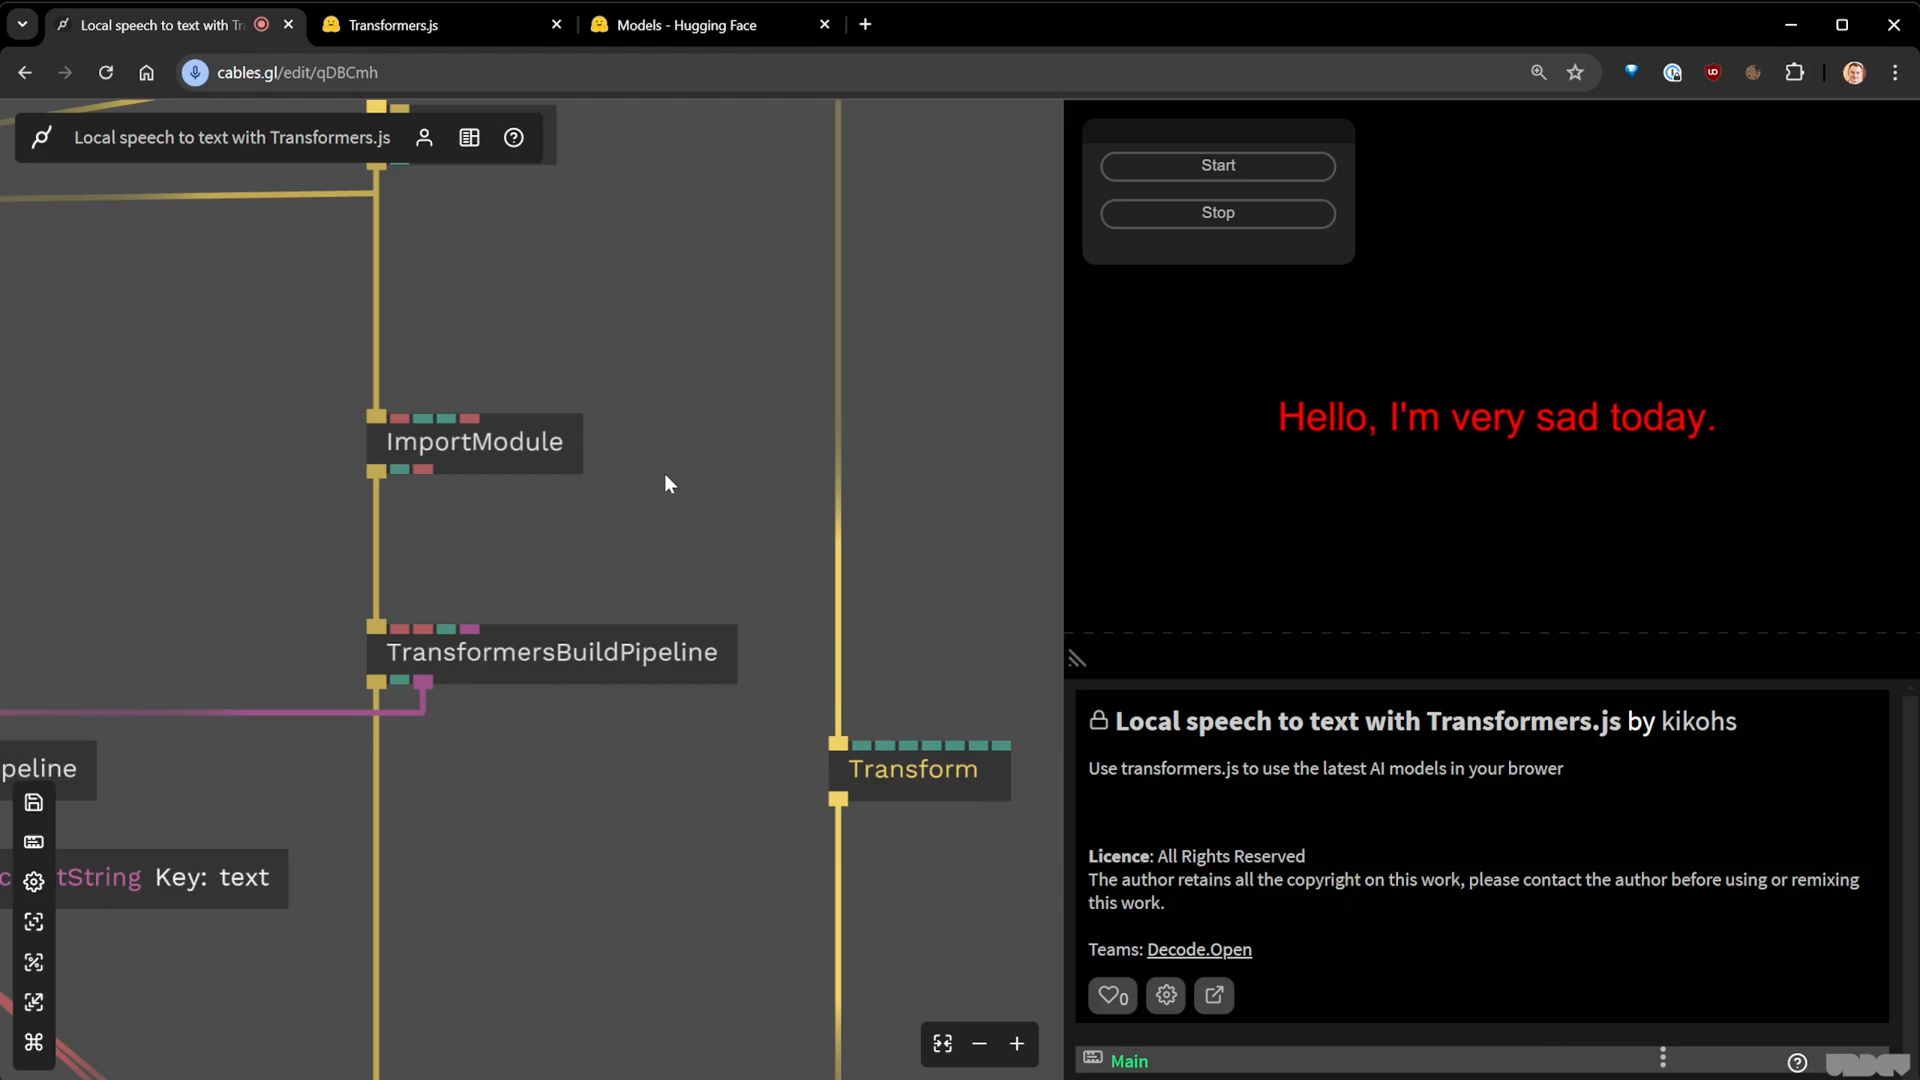 Local speech to text with Tr
Transformers.js
Models - Hugging Face
cables.gl/edit/qDBCmh
Local speech to text with Transformers.js
Start
Stop
Hello, I'm very sad today.
ImportModule
TransformersBuildPipeline
Transform
peline
tString Key: text
Local speech to text with Transformers.js by kikohs
Use transformers.js to use the latest AI models in your brower
Licence: All Rights Reserved
The author retains all the copyright on this work, please contact the author before using or remixing
this work.
Teams: Decode.Open
0
Main